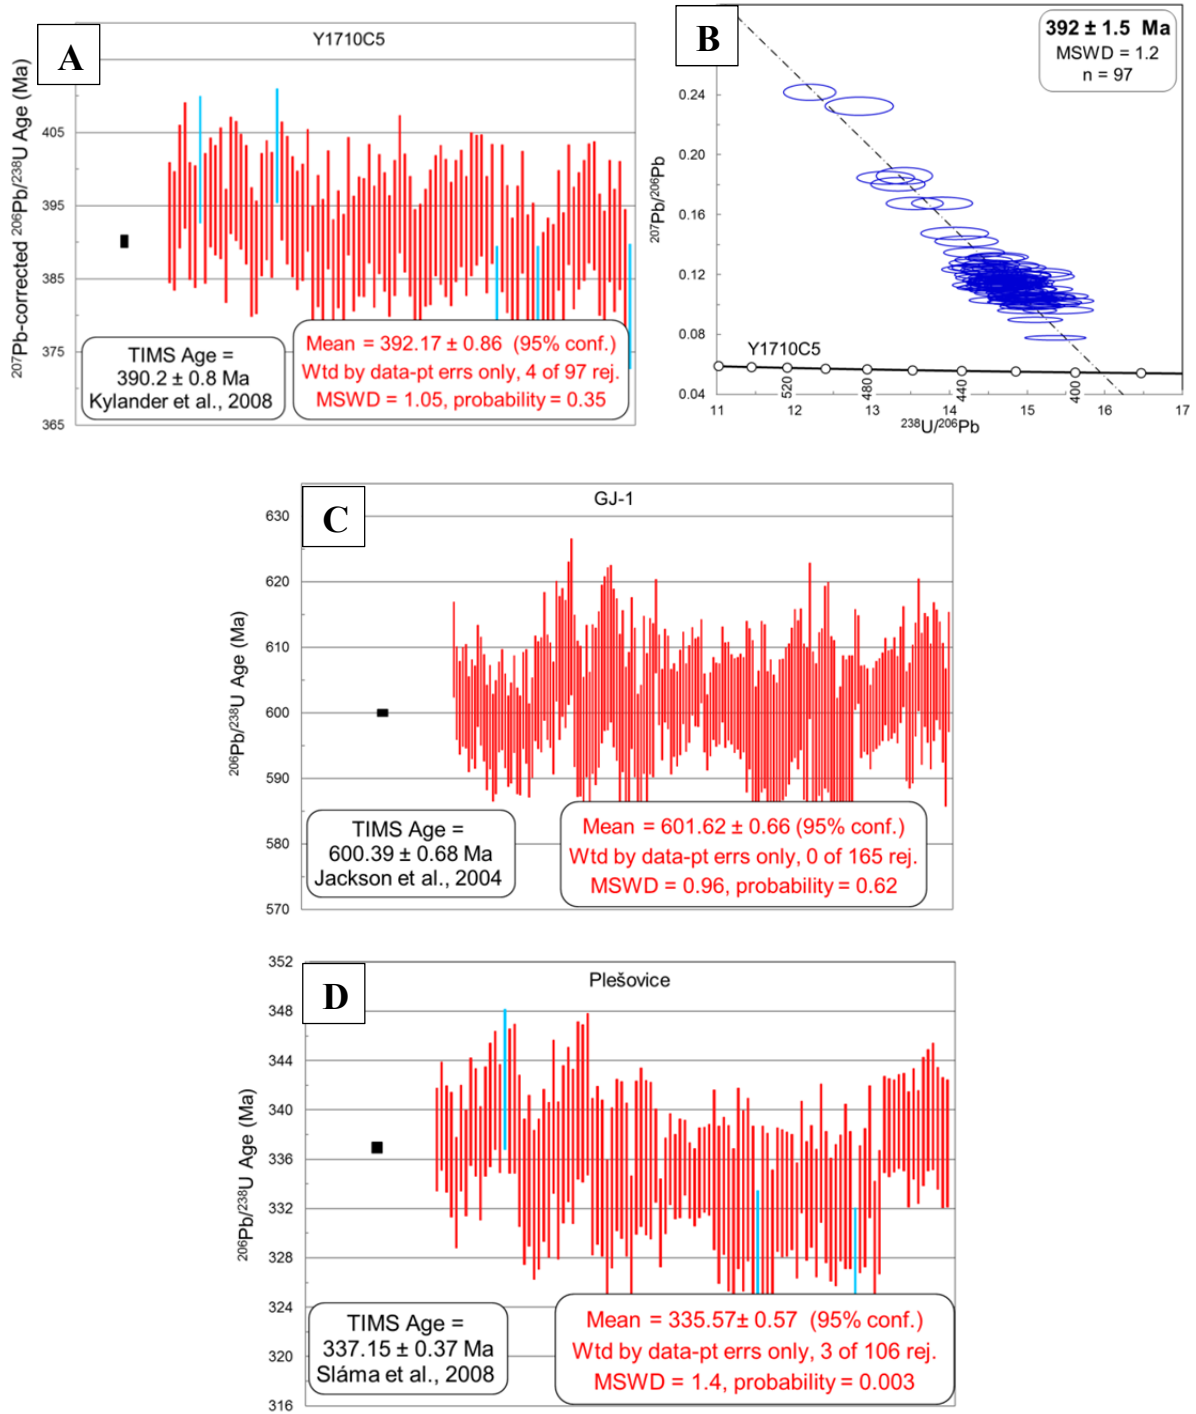 A
Y1710C5
207Pb-corrected 206Pb/238U Age (Ma)
405
395
385
375
365
TIMS Age =
390.2 ± 0.8 Ma
Kylander et al., 2008
Mean = 392.17 ± 0.86 (95% conf.)
Wtd by data-pt errs only, 4 of 97 rej.
MSWD = 1.05, probability = 0.35
B
392 ± 1.5 Ma
MSWD = 1.2
n = 97
207Pb/206Pb
0.24
0.20
0.16
0.12
0.08
0.04
Y1710C5
520
480
440
400
11
12
13
14
15
16
17
238U/206Pb
C
GJ-1
206Pb/238U Age (Ma)
630
620
610
600
590
580
570
TIMS Age =
600.39 ± 0.68 Ma
Jackson et al., 2004
Mean = 601.62 ± 0.66 (95% conf.)
Wtd by data-pt errs only, 0 of 165 rej.
MSWD = 0.96, probability = 0.62
D
Plešovice
206Pb/238U Age (Ma)
352
348
344
340
336
332
328
324
320
316
TIMS Age =
337.15 ± 0.37 Ma
Sláma et al., 2008
Mean = 335.57± 0.57 (95% conf.)
Wtd by data-pt errs only, 3 of 106 rej.
MSWD = 1.4, probability = 0.003